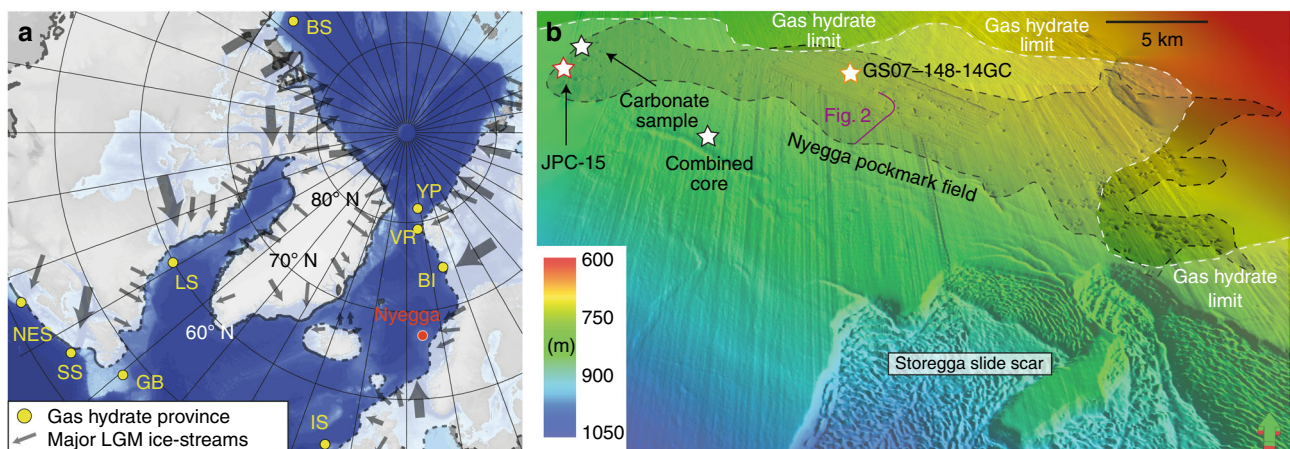 a
BS
80° N
YP
VR
70° N
BI
LS
60° N
Nyegga
NES
SS
GB
IS
Gas hydrate province
Major LGM ice-streams
b
Gas hydrate
limit
Gas hydrate
limit
5 km
GS07–148-14GC
Carbonate
sample
Fig. 2
JPC-15
Combined
core
Nyegga pockmark field
Gas hydrate
limit
600
750
(m)
900
1050
Storegga slide scar